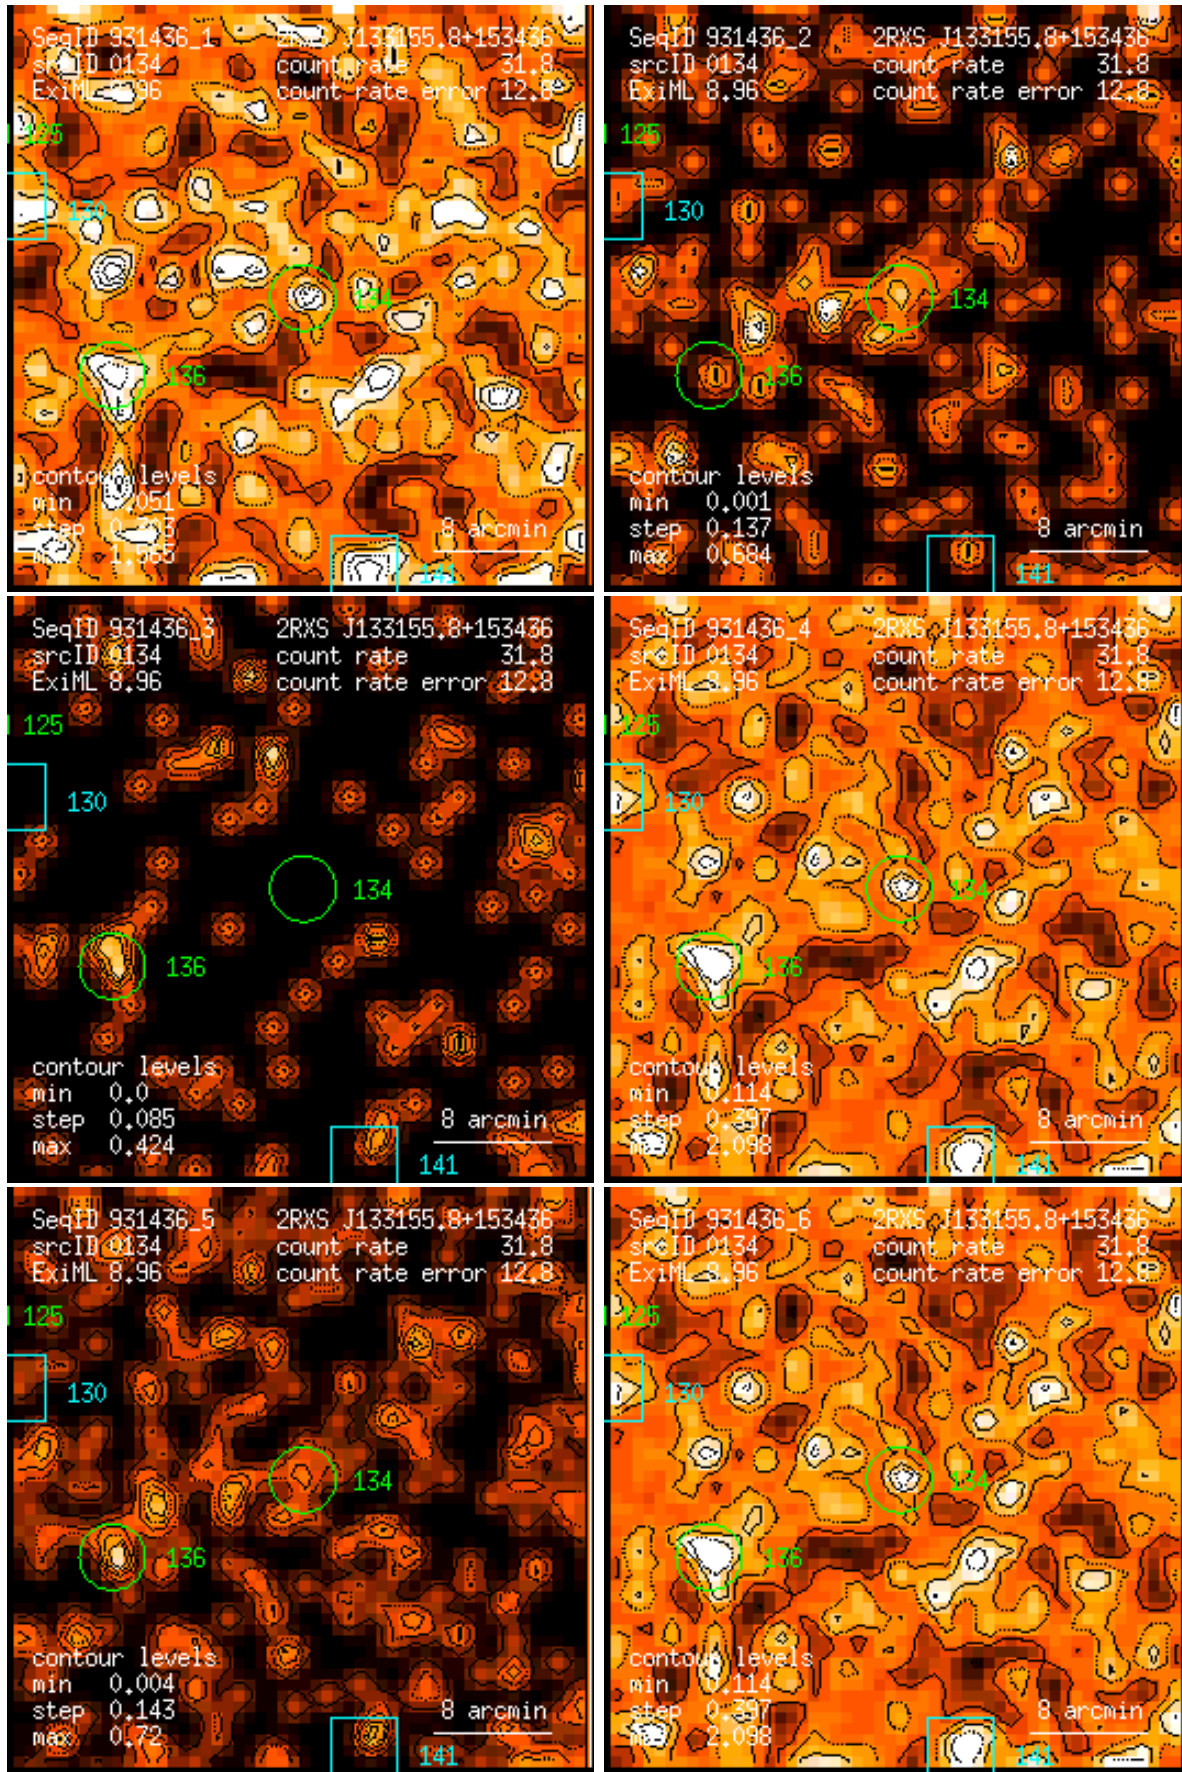 SeqID 931436_1 2RXS J133155.8+153436
srcID 0134 count rate 31.8
ExiML 8.96 count rate error 12.8
125
130
134
136
contour levels
min 0.051
step
max 1.565
8 arcmin
141
SeqID 931436_2 2RXS J133155.8+153436
srcID 0134 count rate 31.8
ExiML 8.96 count rate error 12.8
125
130
134
136
contour levels
min 0.001
step 0.137
max 0.684
8 arcmin
141
SeqID 931436_3 2RXS J133155.8+153436
srcID 0134 count rate 31.8
ExiML 8.96 count rate error 12.8
125
130
134
136
contour levels
min 0.0
step 0.085
max 0.424
8 arcmin
141
SeqID 931436_4 2RXS J133155.8+153436
srcID 0134 count rate 31.8
ExiML 8.96 count rate error 12.8
125
130
134
136
contour levels
min 0.114
step 0.397
max 2.098
8 arcmin
141
SeqID 931436_5 2RXS J133155.8+153436
srcID 0134 count rate 31.8
ExiML 8.96 count rate error 12.8
125
130
134
136
contour levels
min 0.004
step 0.143
max 0.72
8 arcmin
141
SeqID 931436_6 2RXS J133155.8+153436
srcID 0134 count rate 31.8
ExiML 8.96 count rate error 12.8
125
130
134
136
contour levels
min 0.114
step 0.397
max 2.098
8 arcmin
141